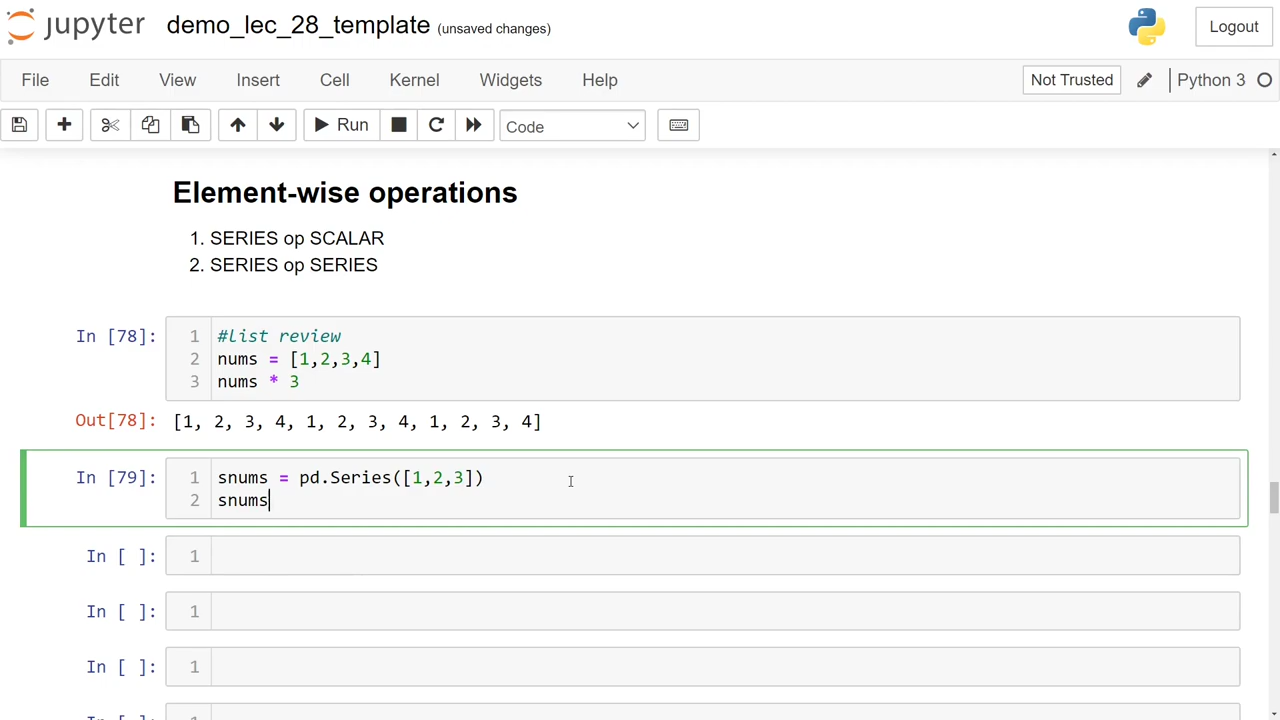 jupyter demo_lec_28_template (unsaved changes) Logout
File Edit View Insert Cell Kernel Widgets Help Not Trusted Python 3
Run Code
Element-wise operations
1. SERIES op SCALAR
2. SERIES op SERIES
In [78]: 1 #list review
2 nums = [1,2,3,4]
3 nums * 3
Out[78]: [1, 2, 3, 4, 1, 2, 3, 4, 1, 2, 3, 4]
In [79]: 1 snums = pd.Series([1,2,3])
2 snums
In [ ]: 1
In [ ]: 1
In [ ]: 1